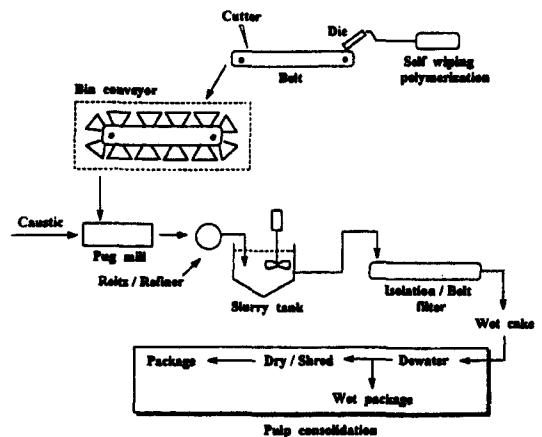 Cutter
Die
Self wiping
polymerization
Belt
Bin conveyor
Caustic
Pug mill
Reitz / Refiner
Slurry tank
Isolation / Belt
filter
Wet cake
Package
Dry / Shred
Dewater
Wet package
Pulp consolidation